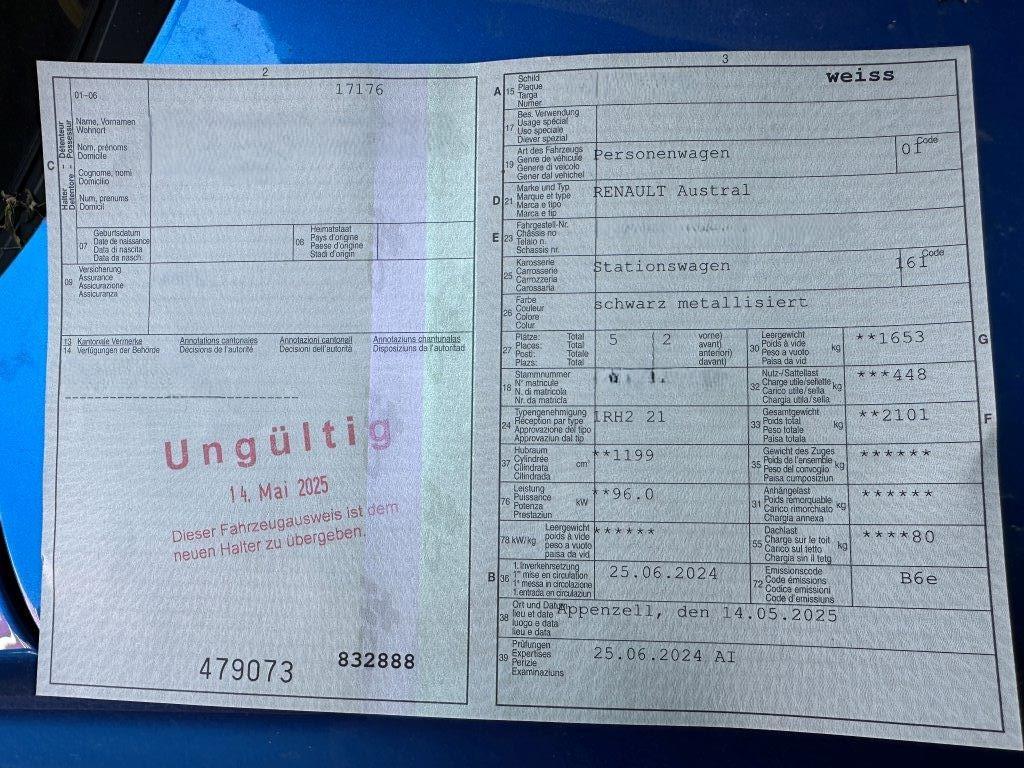 2
01–06
17176
C
Halter – Détenteur
Detentore – Possessur
Name, Vornamen
Wohnort
Nom, prénoms
Domicile
Cognome, nomi
Domicilio
Num, prenums
Domicil
07
Geburtsdatum
Date de naissance
Data di nascita
Data da nasch.
08
Heimatstaat
Pays d'origine
Paese d'origine
Stadi d'origin
09
Versicherung
Assurance
Assicurazione
Assicuranza
13
14
Kantonale Vermerke
Verfügungen der Behörde
Annotations cantonales
Décisions de l'autorité
Annotazioni cantonali
Decisioni dell'autorità
Annotaziuns chantunalas
Disposiziuns da l'autoritad
Ungültig
14. Mai 2025
Dieser Fahrzeugausweis ist dem
neuen Halter zu übergeben.
479073
832888
3
A 15
Schild
Plaque
Targa
Numer
weiss
17
Bes. Verwendung
Usage spécial
Uso speciale
Diever spezial
19
Art des Fahrzeugs
Genre de véhicule
Genere di veicolo
Gener dal vehichel
Personenwagen
01
Code
D 21
Marke und Typ
Marque et type
Marca e tipo
Marca e tip
RENAULT Austral
E 23
Fahrgestell-Nr.
Châssis no
Telaio n.
Schassis nr.
25
Karosserie
Carrosserie
Carrozzeria
Carossaria
Stationswagen
161
Code
26
Farbe
Couleur
Colore
Colur
schwarz metallisiert
27
Plätze: Total
Places: Total
Posti: Totale
Plazs: Total
5
2
vorne)
avant)
anteriori)
davant)
30
Leergewicht
Poids à vide
Peso a vuoto
Paisa da vid
kg
**1653
G
18
Stammnummer
N° matricule
N. di matricola
Nr. da matricla
32
Nutz-/Sattellast
Charge utile/sellette
Carico utile/sella
Chargia utila/sella
kg
***448
24
Typengenehmigung
Réception par type
Approvazione del tipo
Approvaziun dal tip
1RH2 21
33
Gesamtgewicht
Poids total
Peso totale
Paisa totala
kg
**2101
F
37
Hubraum
Cylindrée
Cilindrata
Cilindrada
cm³
**1199
35
Gewicht des Zuges
Poids de l'ensemble
Peso del convoglio
Paisa cumposiziun
kg
******
76
Leistung
Puissance
Potenza
Prestaziun
kW
**96.0
31
Anhängelast
Poids remorquable
Carico rimorchiato
Chargia annexa
kg
******
78 kW/kg
Leergewicht
poids à vide
peso a vuoto
paisa da vid
******
55
Dachlast
Charge sur le toit
Carico sul tetto
Chargia sin il tetg
kg
****80
B 36
1.Inverkehrsetzung
1re mise en circulation
1a messa in circolazione
1.entrada en circulaziun
25.06.2024
72
Emissionscode
Code émissions
Codice emissioni
Code d'emissiuns
B6e
38
Ort und Datum
lieu et date
luogo e data
lieu e data
Appenzell, den 14.05.2025
39
Prüfungen
Expertises
Perizie
Examinaziuns
25.06.2024 AI